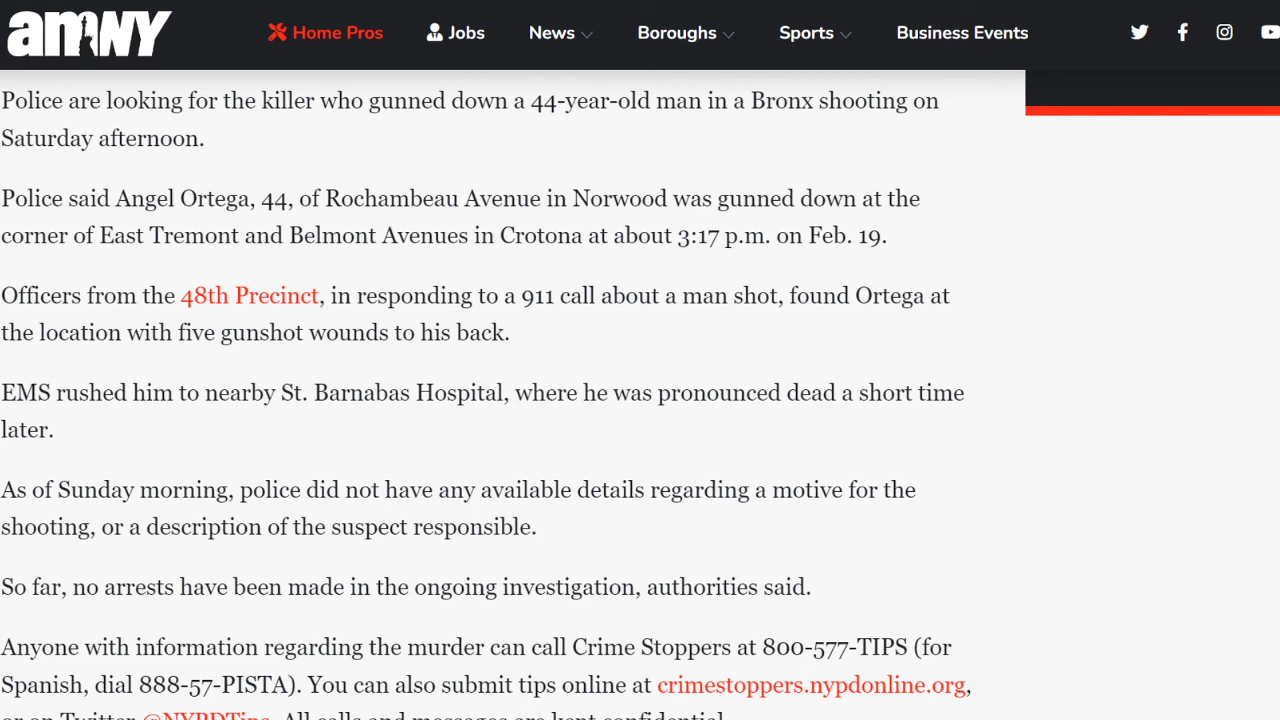 amNY
Home Pros Jobs News Boroughs Sports Business Events
Police are looking for the killer who gunned down a 44-year-old man in a Bronx shooting on
Saturday afternoon.
Police said Angel Ortega, 44, of Rochambeau Avenue in Norwood was gunned down at the
corner of East Tremont and Belmont Avenues in Crotona at about 3:17 p.m. on Feb. 19.
Officers from the 48th Precinct, in responding to a 911 call about a man shot, found Ortega at
the location with five gunshot wounds to his back.
EMS rushed him to nearby St. Barnabas Hospital, where he was pronounced dead a short time
later.
As of Sunday morning, police did not have any available details regarding a motive for the
shooting, or a description of the suspect responsible.
So far, no arrests have been made in the ongoing investigation, authorities said.
Anyone with information regarding the murder can call Crime Stoppers at 800-577-TIPS (for
Spanish, dial 888-57-PISTA). You can also submit tips online at crimestoppers.nypdonline.org,
or on Twitter @NYPDTips. All calls and messages are kept confidential.